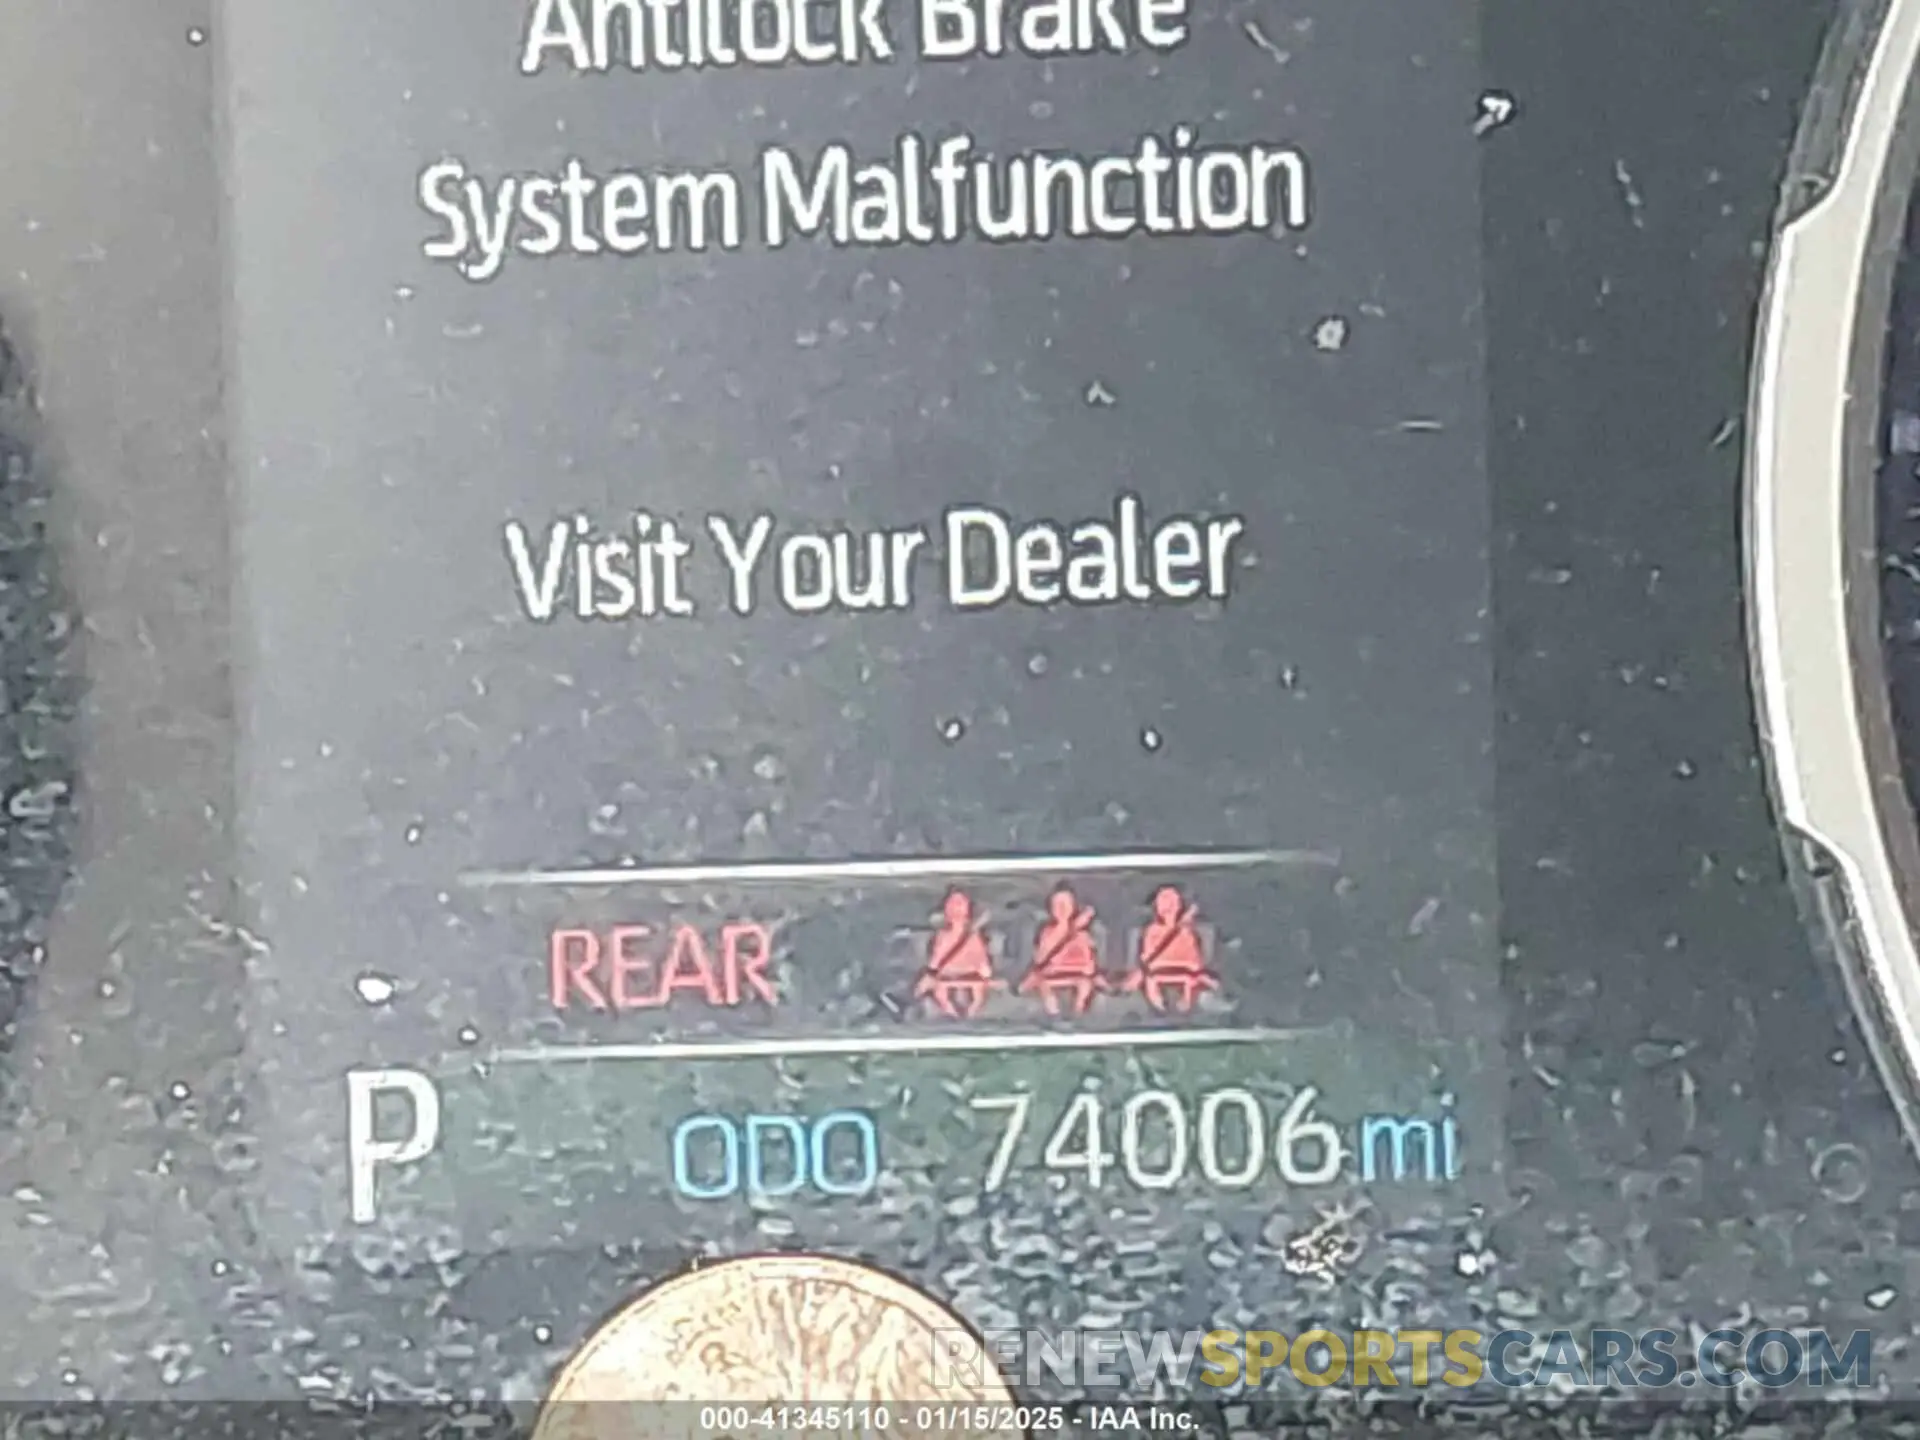 Antilock Brake
System Malfunction
Visit Your Dealer
REAR
P ODO 74006 mi
RENEWSPORTSCARS.COM
000-41345110 - 01/15/2025 - IAA Inc.